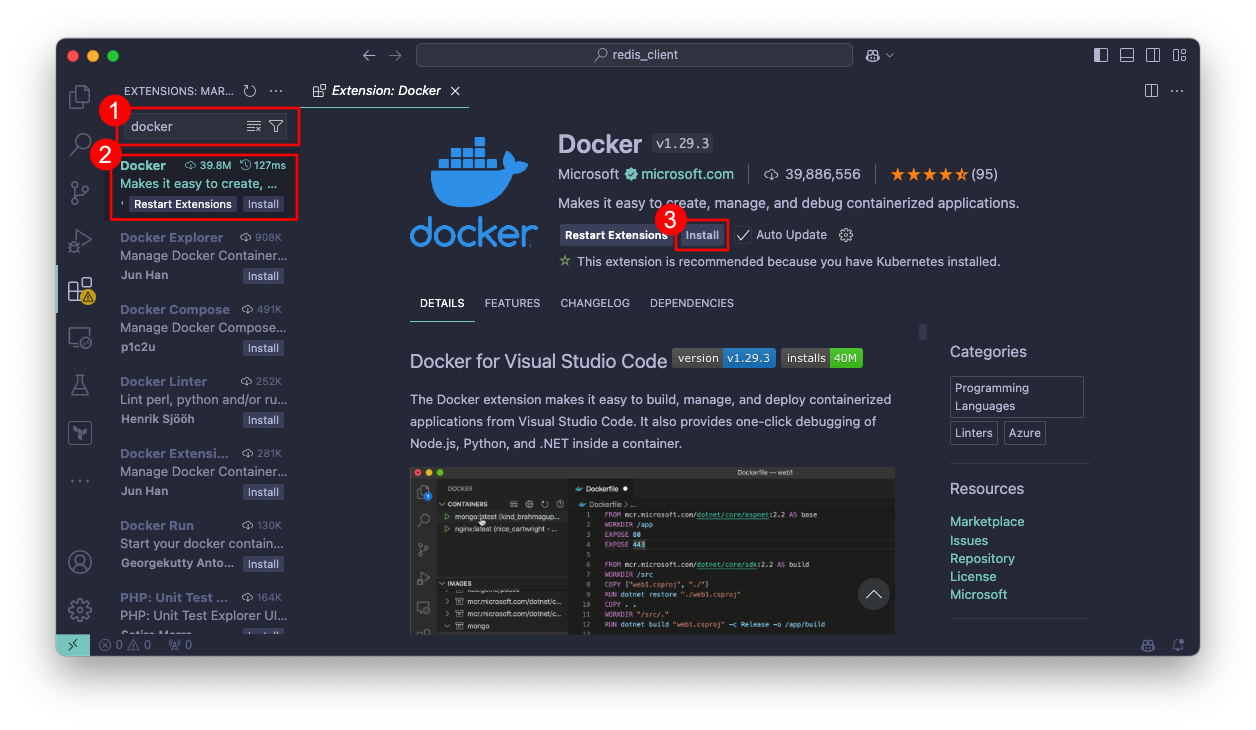 redis_client
EXTENSIONS: MAR...
Extension: Docker
1
docker
2
Docker 39.8M 127ms
Makes it easy to create, ...
Restart Extensions Install
Docker Explorer 908K
Manage Docker Container...
Jun Han Install
Docker Compose 491K
Manage Docker Compose...
p1c2u Install
Docker Linter 252K
Lint perl, python and/or ru...
Henrik Sjööh Install
Docker Extensi... 281K
Manage Docker Container...
Jun Han Install
Docker Run 130K
Start your docker contain...
Georgekutty Anto... Install
PHP: Unit Test ... 164K
PHP: Unit Test Explorer UI...
docker
Docker v1.29.3
Microsoft microsoft.com 39,886,556 (95)
Makes it easy to create, manage, and debug containerized applications.
3
Restart Extensions Install Auto Update
This extension is recommended because you have Kubernetes installed.
DETAILS FEATURES CHANGELOG DEPENDENCIES
Docker for Visual Studio Code version v1.29.3 installs 40M
The Docker extension makes it easy to build, manage, and deploy containerized
applications from Visual Studio Code. It also provides one-click debugging of
Node.js, Python, and .NET inside a container.
Dockerfile — web1
DOCKER
CONTAINERS
mongo:latest (kind_brahmagup...
nginx:latest (nice_cartwright - ...
IMAGES
mcr.microsoft.com/dotnet/c...
mcr.microsoft.com/dotnet/c...
mongo
1
Dockerfile
Dockerfile > ...
1 FROM mcr.microsoft.com/dotnet/core/aspnet:2.2 AS base
2 WORKDIR /app
3 EXPOSE 80
4 EXPOSE 443
5
6 FROM mcr.microsoft.com/dotnet/core/sdk:2.2 AS build
7 WORKDIR /src
8 COPY ["web1.csproj", "./"]
9 RUN dotnet restore "./web1.csproj"
10 COPY . .
11 WORKDIR "/src/."
12 RUN dotnet build "web1.csproj" -c Release -o /app/build
13
Categories
Programming
Languages
Linters Azure
Resources
Marketplace
Issues
Repository
License
Microsoft
0 0 0